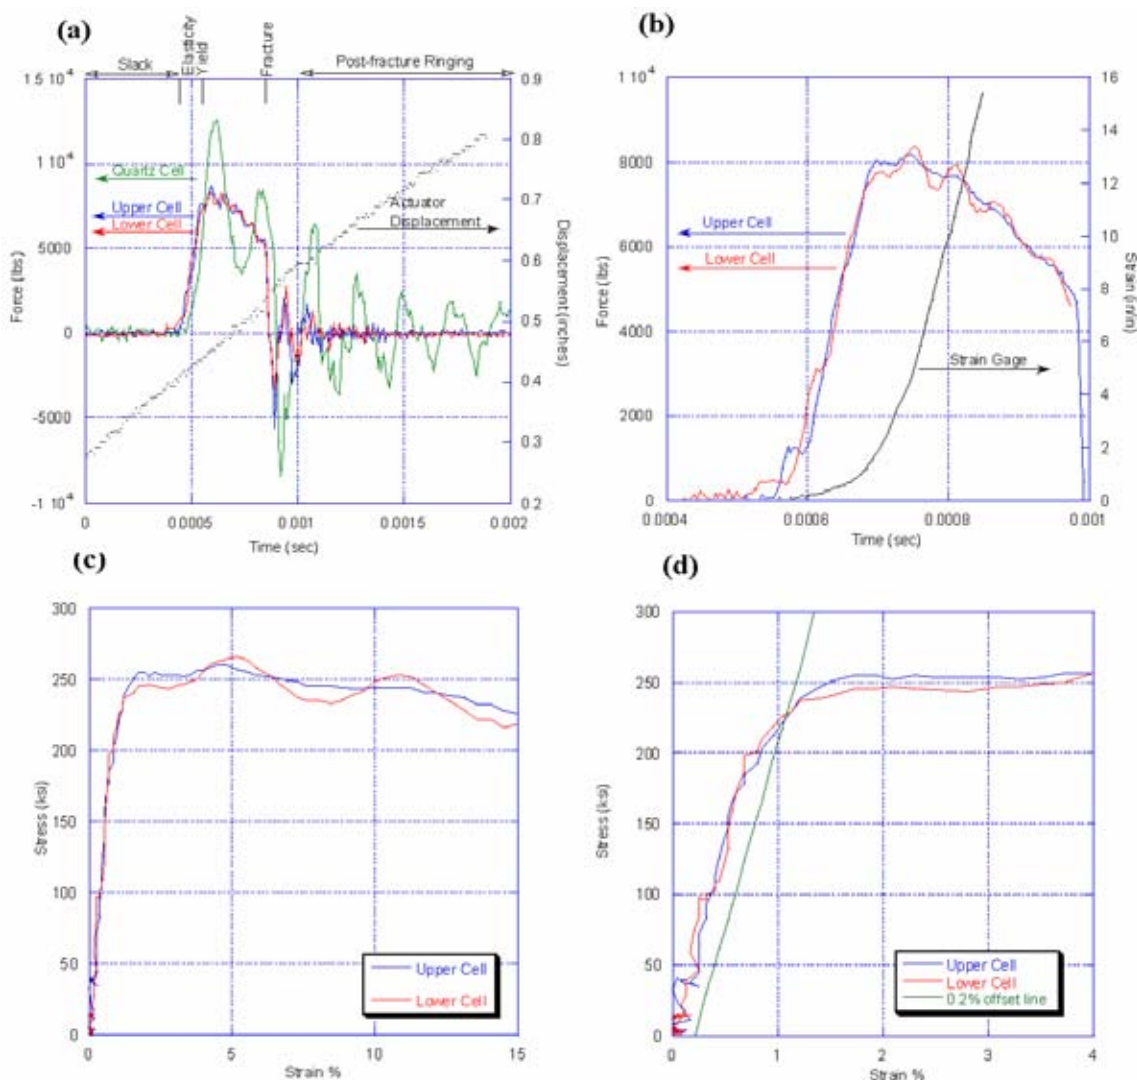 (a)
Slack
Elasticity
Yield
Fracture
Post-fracture Ringing
1 5 10^4
1 10^4
5000
0
-5000
-1 10^4
Force (lbs)
Quartz Cell
Upper Cell
Lower Cell
Actuator
Displacement
0.9
0.8
0.7
0.6
0.5
0.4
0.3
0.2
Displacement (inches)
0
0.0005
0.001
0.0015
0.002
Time (sec)
(b)
1 10^4
8000
6000
4000
2000
0
Force (lbs)
Upper Cell
Lower Cell
Strain Gage
16
14
12
10
8
6
4
2
0
Strain (in/in)
0.0004
0.0006
0.0008
0.001
Time (sec)
(c)
300
250
200
150
100
50
0
Stress (ksi)
Upper Cell
Lower Cell
0
5
10
15
Strain %
(d)
300
250
200
150
100
50
0
Stress (ksi)
Upper Cell
Lower Cell
0 2% offset line
0
1
2
3
4
Strain %